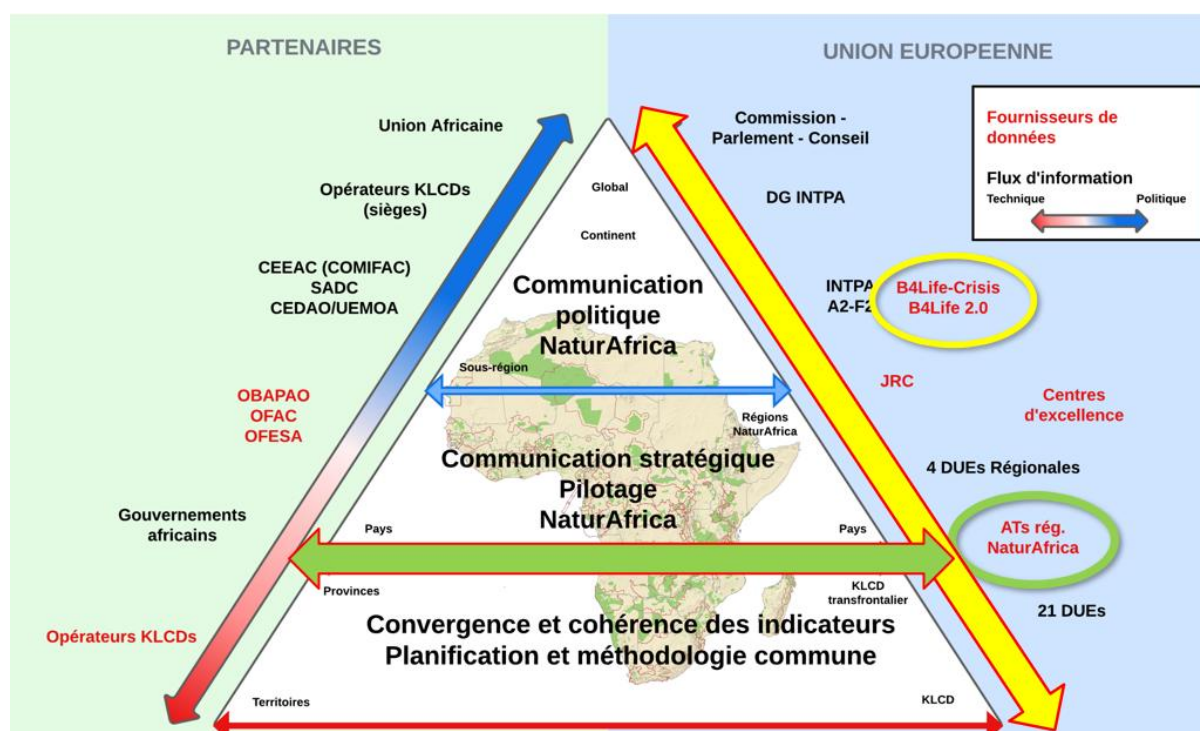 PARTENAIRES
UNION EUROPEENNE
Union Africaine
Opérateurs KLCDs
(sièges)
CEEAC (COMIFAC)
SADC
CEDAO/UEMOA
OBAPAO
OFAC
OFESA
Gouvernements
africains
Opérateurs KLCDs
Global
Continent
Communication
politique
NaturAfrica
Sous-région
Régions
NaturAfrica
Communication stratégique
Pilotage
NaturAfrica
Pays
Pays
Provinces
KLCD
transfrontalier
Convergence et cohérence des indicateurs
Planification et méthodologie commune
Territoires
KLCD
Commission -
Parlement - Conseil
DG INTPA
INTPA
A2-F2
B4Life-Crisis
B4Life 2.0
JRC
Centres
d'excellence
4 DUEs Régionales
ATs rég.
NaturAfrica
21 DUEs
Fournisseurs de
données
Flux d'information
Technique
Politique